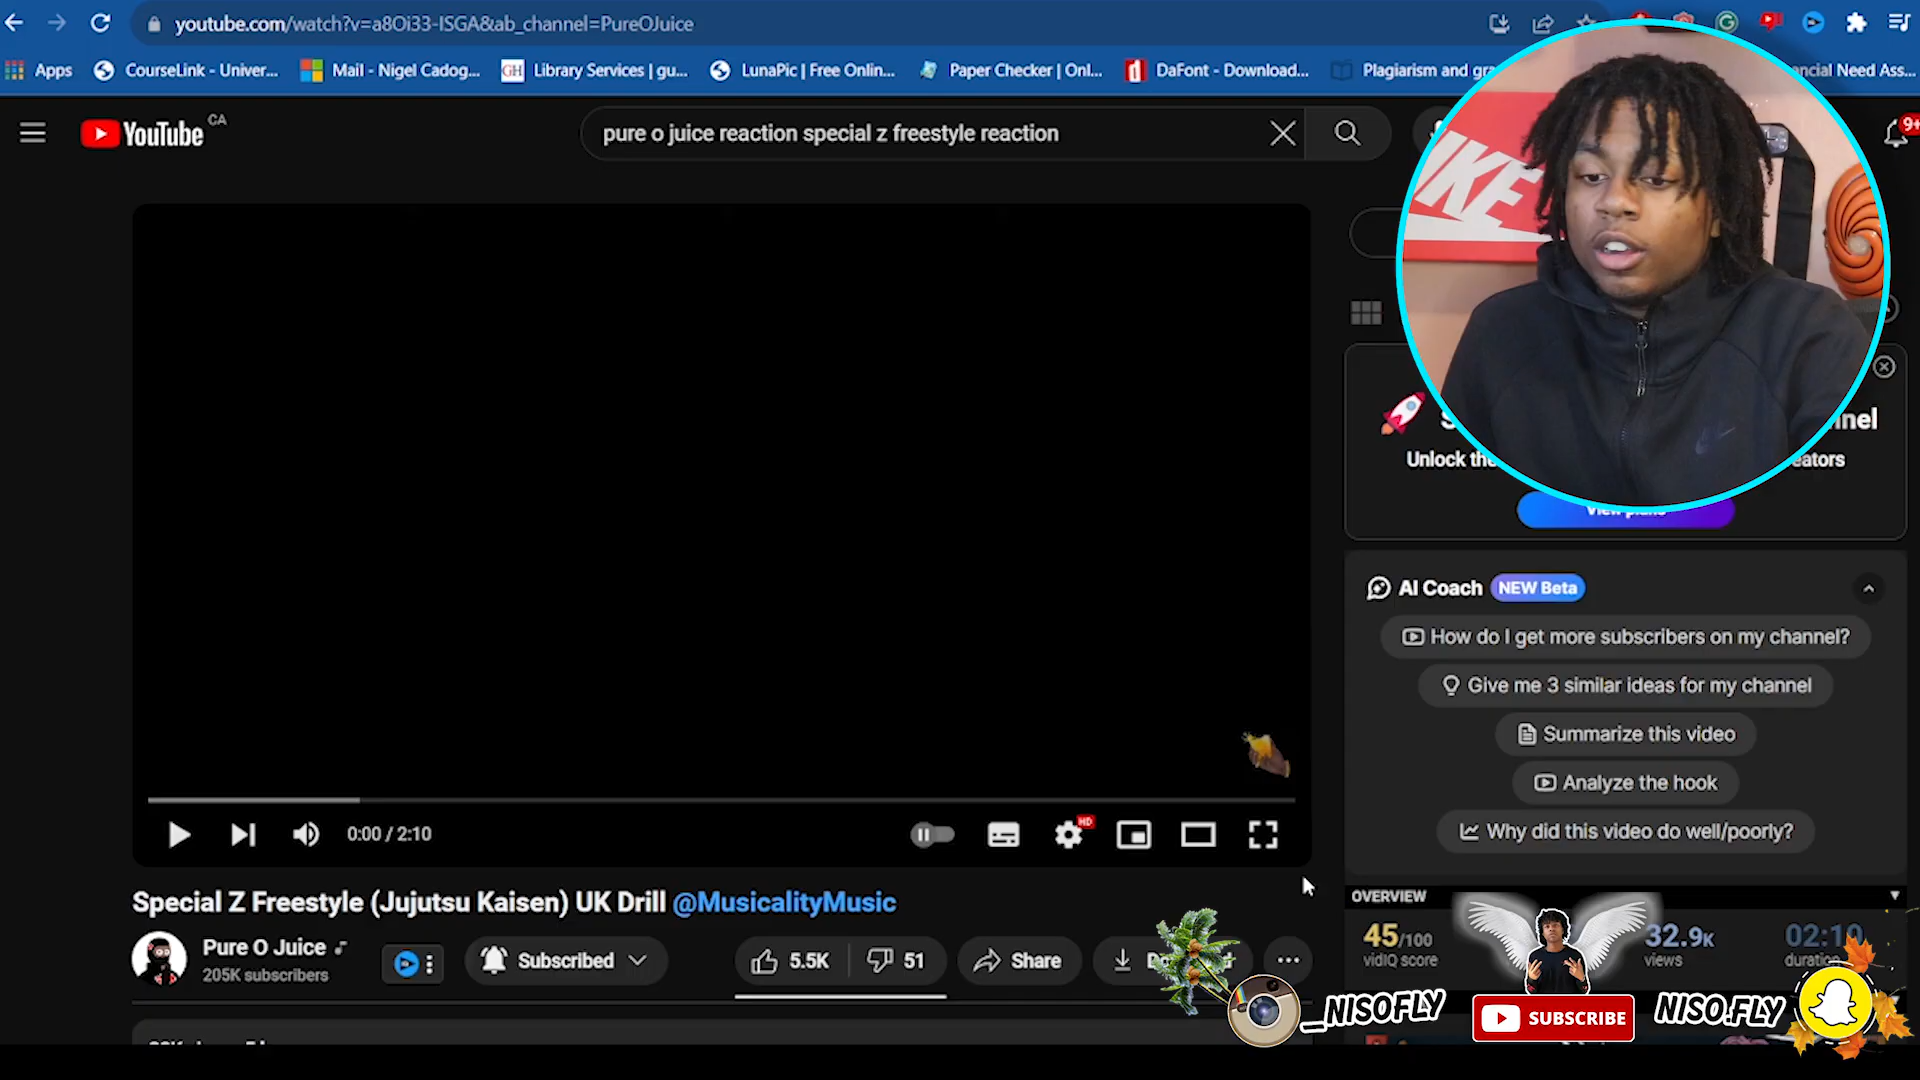 youtube.com/watch?v=a8Oi33-ISGA&ab_channel=PureOJuice
Apps CourseLink - Univer... Mail - Nigel Cadog... GH Library Services | gu... LunaPic | Free Onlin... Paper Checker | Onl... DaFont - Download... Plagiarism and gra ancial Need Ass...
YouTube CA
pure o juice reaction special z freestyle reaction
9+
Unlock the eators
View plans
AI Coach NEW Beta
How do I get more subscribers on my channel?
Give me 3 similar ideas for my channel
Summarize this video
Analyze the hook
Why did this video do well/poorly?
0:00 / 2:10
HD
Special Z Freestyle (Jujutsu Kaisen) UK Drill @MusicalityMusic
Pure O Juice
205K subscribers
Subscribed
5.5K 51
Share
OVERVIEW
45/100
vidIQ score
32.9K
views
02:10
_NISOFLY
SUBSCRIBE
NISO.FLY